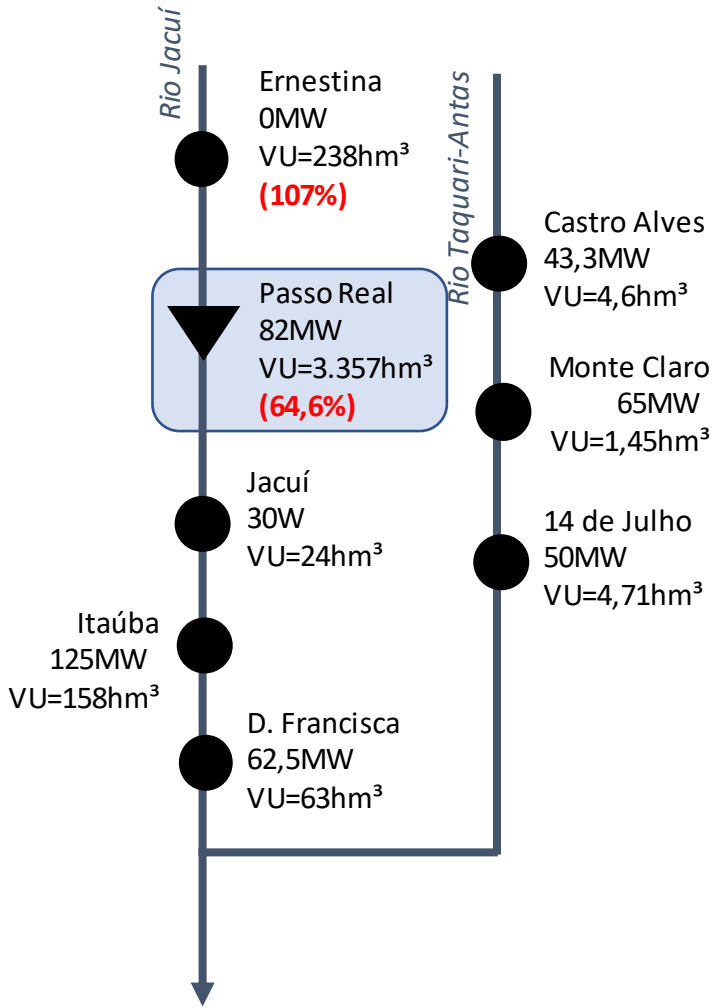 Rio Jacuí
Ernestina
0MW
VU=238hm³
(107%)
Passo Real
82MW
VU=3.357hm³
(64,6%)
Jacuí
30W
VU=24hm³
Itaúba
125MW
VU=158hm³
D. Francisca
62,5MW
VU=63hm³
Rio Taquari-Antas
Castro Alves
43,3MW
VU=4,6hm³
Monte Claro
65MW
VU=1,45hm³
14 de Julho
50MW
VU=4,71hm³